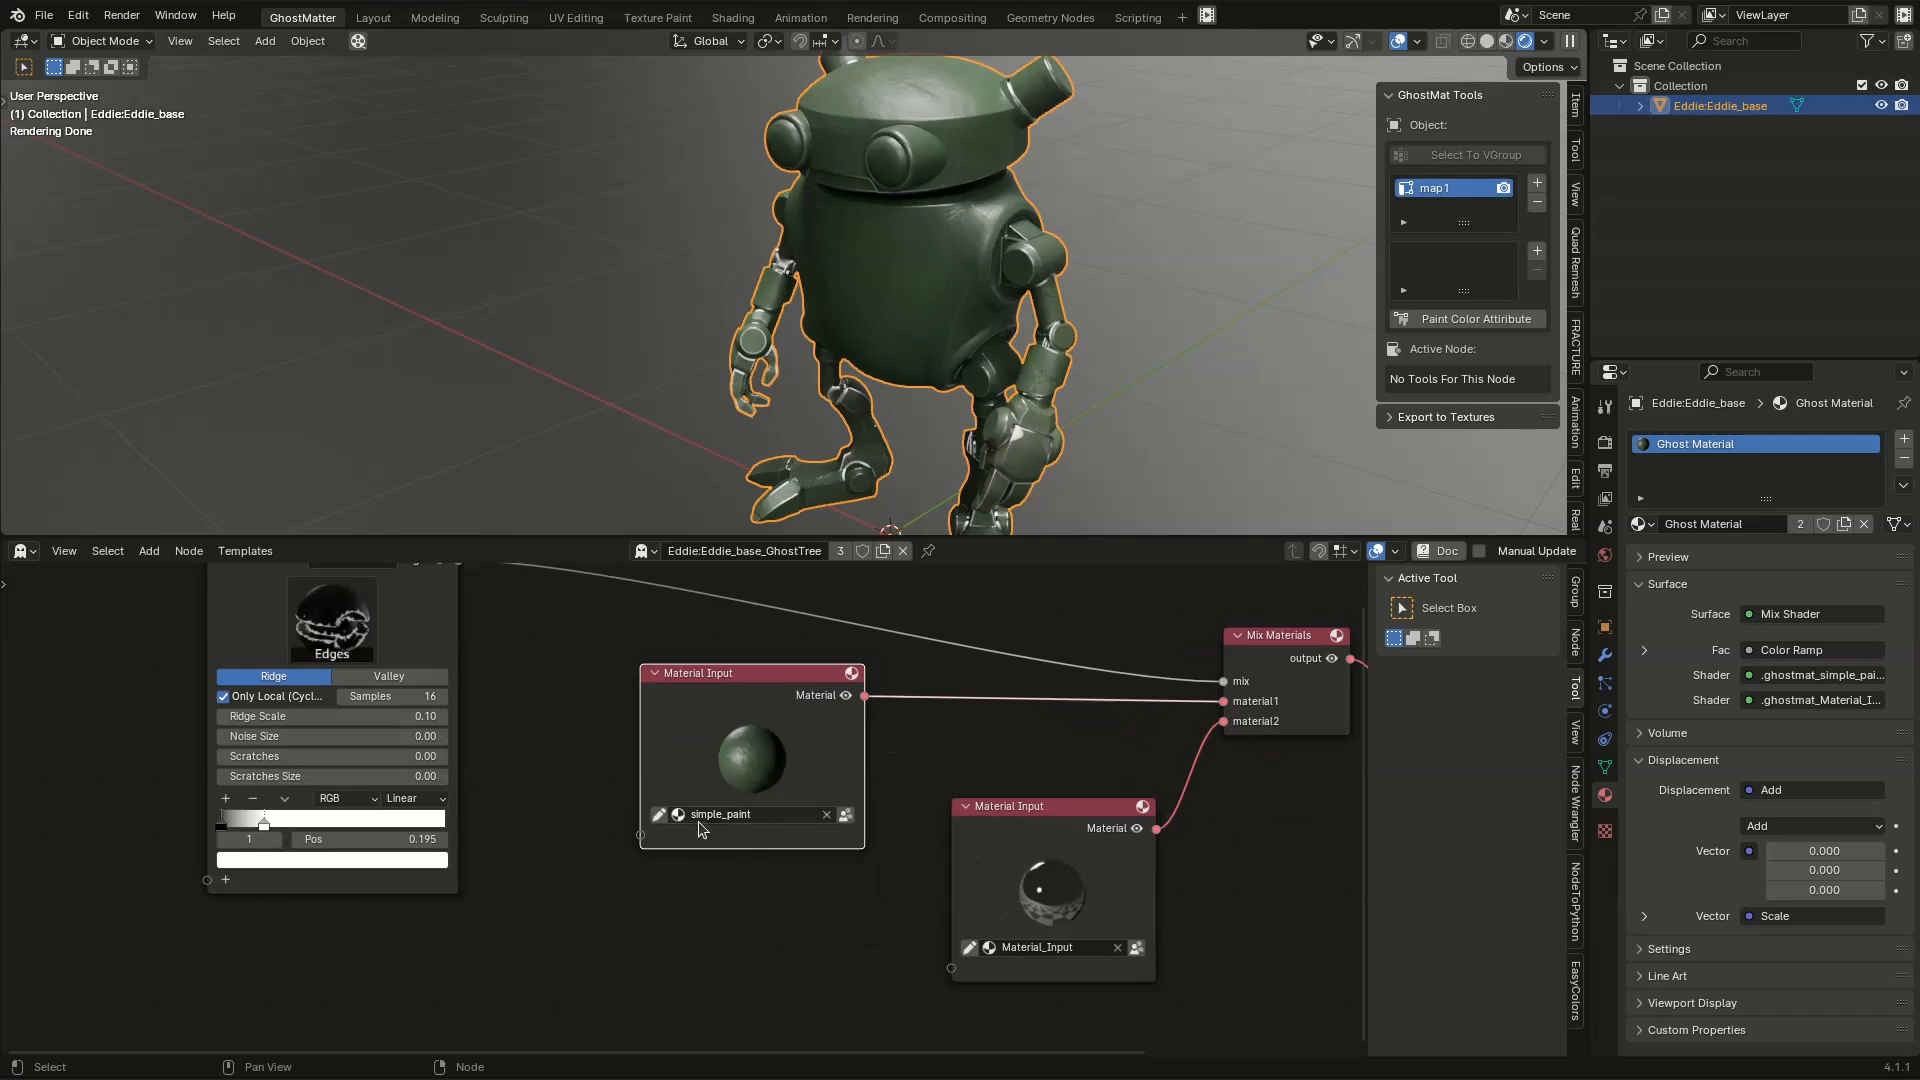 File Edit Render Window Help GhostMatter Layout Modeling Sculpting UV Editing Texture Paint Shading Animation Rendering Compositing Geometry Nodes Scripting + Scene ViewLayer
Object Mode View Select Add Object Global Search
Options
User Perspective
(1) Collection | Eddie:Eddie_base
Rendering Done
GhostMat Tools
Object:
Select To VGroup
map1
Paint Color Attribute
Active Node:
No Tools For This Node
Export to Textures
Item
Tool
View
Quad Remesh
FRACTURE
Animation
Edit
Real
Scene Collection
Collection
Eddie:Eddie_base
Search
Eddie:Eddie_base > Ghost Material
Ghost Material
Ghost Material 2
Preview
Surface
Surface Mix Shader
Fac Color Ramp
Shader .ghostmat_simple_pai...
Shader .ghostmat_Material_I...
Volume
Displacement
Displacement Add
Add
Vector 0.000
0.000
0.000
Vector Scale
Settings
Line Art
Viewport Display
Custom Properties
View Select Add Node Templates Eddie:Eddie_base_GhostTree 3 Doc Manual Update
Edges
Ridge Valley
Only Local (Cycl... Samples 16
Ridge Scale 0.10
Noise Size 0.00
Scratches 0.00
Scratches Size 0.00
RGB Linear
1 Pos 0.195
Material Input
Material
simple_paint
Material Input
Material
Material_Input
Mix Materials
output
mix
material1
material2
Active Tool
Select Box
Group
Node
Tool
View
Node Wrangler
NodeToPython
EasyColors
Select Pan View Node 4.1.1